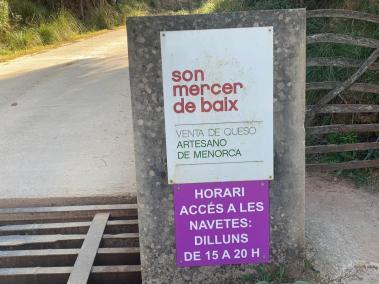 son
mercer
de baix
VENTA DE QUESO
ARTESANO
DE MENORCA
HORARI
ACCÉS A LES
NAVETES:
DILLUNS
DE 15 A 20 H